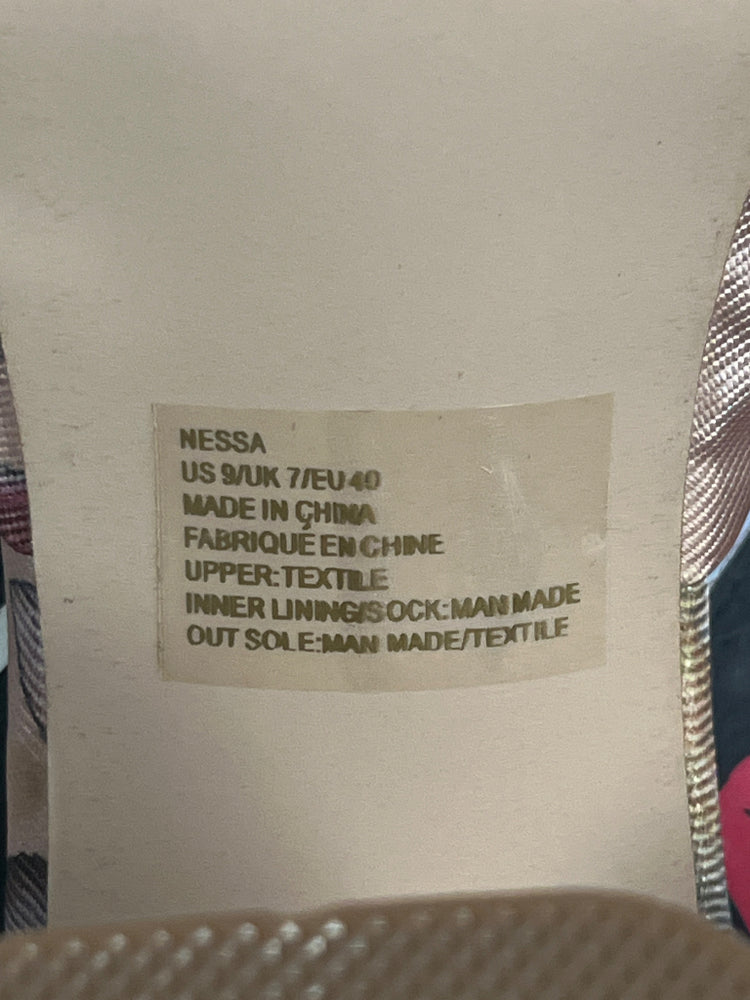 NESSA
US 9/UK 7/EU 40
MADE IN CHINA
FABRIQUE EN CHINE
UPPER:TEXTILE
INNER LINING/SOCK:MAN MADE
OUT SOLE:MAN MADE/TEXTILE